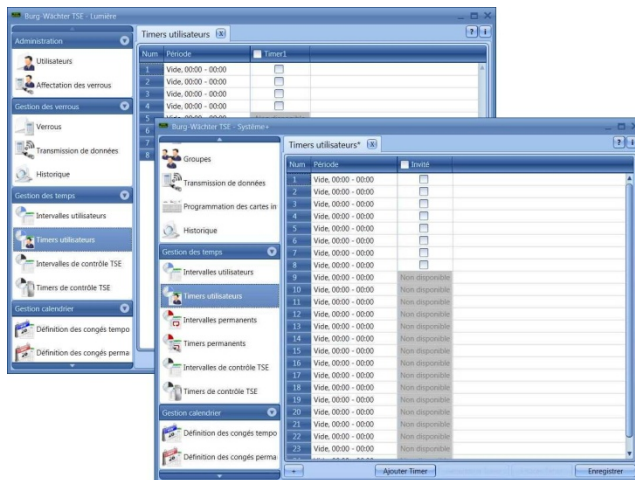 Burg-Wächter TSE - Lumière
Administration
Utilisateurs
Affectation des verrous
Gestion des verrous
Verrous
Transmission de données
Historique
Gestion des temps
Intervalles utilisateurs
Timers utilisateurs
Intervalles de contrôle TSE
Timers de contrôle TSE
Gestion calendrier
Définition des congés tempo
Définition des congés perma
Timers utilisateurs
Num Période Timer1
1 Vide, 00:00 - 00:00
2 Vide, 00:00 - 00:00
3 Vide, 00:00 - 00:00
4 Vide, 00:00 - 00:00
5
6
7
8
Burg-Wächter TSE - Système+
Groupes
Transmission de données
Programmation des cartes in
Historique
Gestion des temps
Intervalles utilisateurs
Timers utilisateurs
Intervalles permanents
Timers permanents
Intervalles de contrôle TSE
Timers de contrôle TSE
Gestion calendrier
Définition des congés tempo
Définition des congés perma
Timers utilisateurs*
Num Période Invité
1 Vide, 00:00 - 00:00
2 Vide, 00:00 - 00:00
3 Vide, 00:00 - 00:00
4 Vide, 00:00 - 00:00
5 Vide, 00:00 - 00:00
6 Vide, 00:00 - 00:00
7 Vide, 00:00 - 00:00
8 Vide, 00:00 - 00:00
9 Vide, 00:00 - 00:00 Non disponible
10 Vide, 00:00 - 00:00 Non disponible
11 Vide, 00:00 - 00:00 Non disponible
12 Vide, 00:00 - 00:00 Non disponible
13 Vide, 00:00 - 00:00 Non disponible
14 Vide, 00:00 - 00:00 Non disponible
15 Vide, 00:00 - 00:00 Non disponible
16 Vide, 00:00 - 00:00 Non disponible
17 Vide, 00:00 - 00:00 Non disponible
18 Vide, 00:00 - 00:00 Non disponible
19 Vide, 00:00 - 00:00 Non disponible
20 Vide, 00:00 - 00:00 Non disponible
21 Vide, 00:00 - 00:00 Non disponible
22 Vide, 00:00 - 00:00 Non disponible
23 Vide, 00:00 - 00:00 Non disponible
Ajouter Timer
Enregistrer